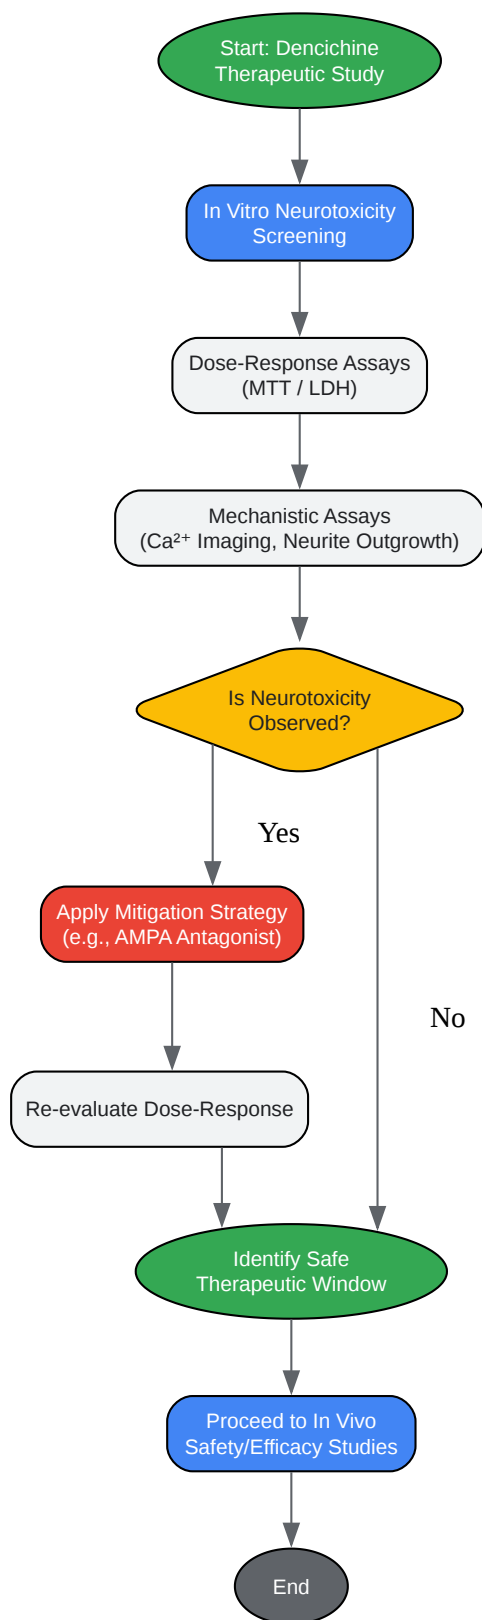 Start: Dencichine
Therapeutic Study
In Vitro Neurotoxicity
Screening
Dose-Response Assays
(MTT / LDH)
Mechanistic Assays
(Ca²⁺ Imaging, Neurite Outgrowth)
Is Neurotoxicity
Observed?
Yes
Apply Mitigation Strategy
(e.g., AMPA Antagonist)
No
Re-evaluate Dose-Response
Identify Safe
Therapeutic Window
Proceed to In Vivo
Safety/Efficacy Studies
End